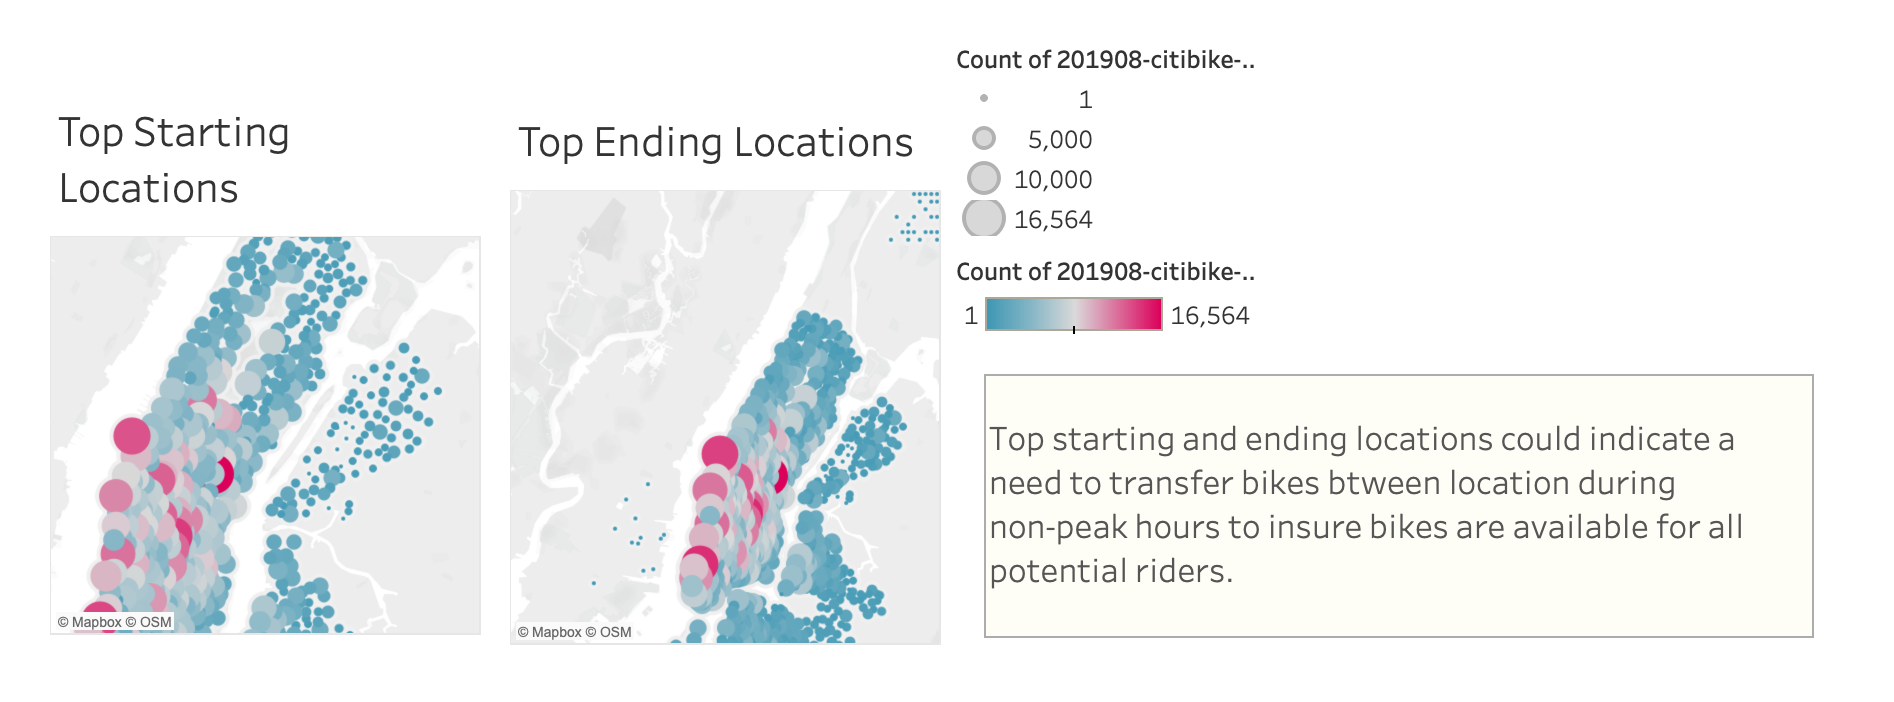 Top Starting
Locations
© Mapbox © OSM
Top Ending Locations
© Mapbox © OSM
Count of 201908-citibike-..
1
5,000
10,000
16,564
Count of 201908-citibike-..
1 16,564
Top starting and ending locations could indicate a
need to transfer bikes btween location during
non-peak hours to insure bikes are available for all
potential riders.